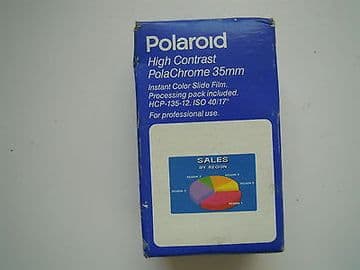 Polaroid
High Contrast
PolaChrome 35mm
Instant Color Slide Film.
Processing pack included.
HCP-135-12. ISO 40/17°
For professional use.
SALES
BY REGION